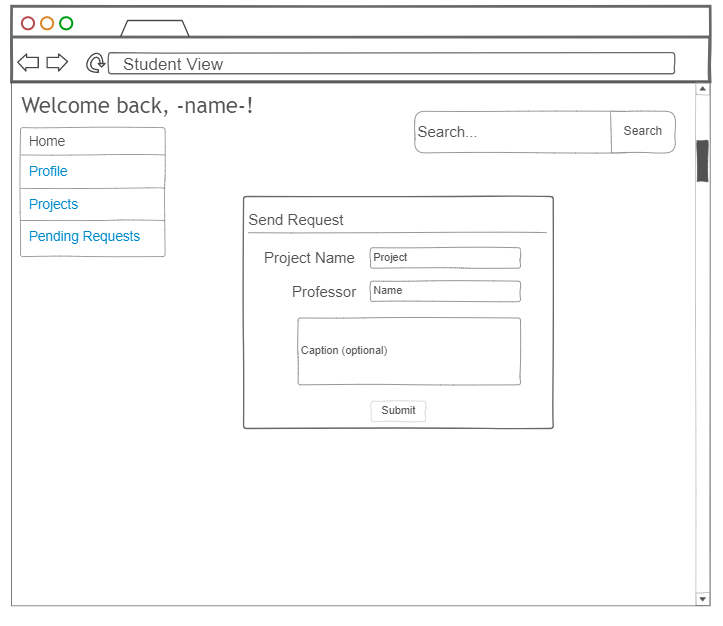 Student View
Welcome back, -name-!
Search...
Search
Home
Profile
Projects
Pending Requests
Send Request
Project Name
Project
Professor
Name
Caption (optional)
Submit